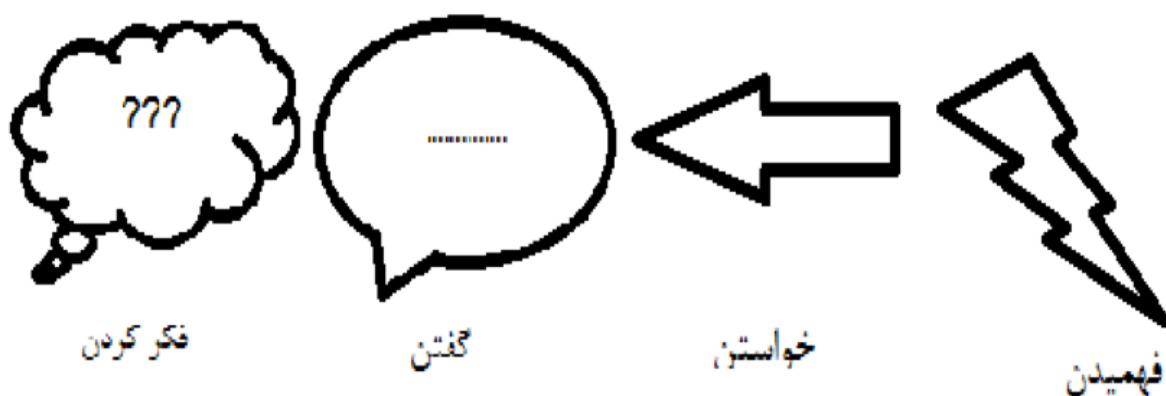 ???
.............
فهمیدن
خواستن
گفتن
فکر کردن